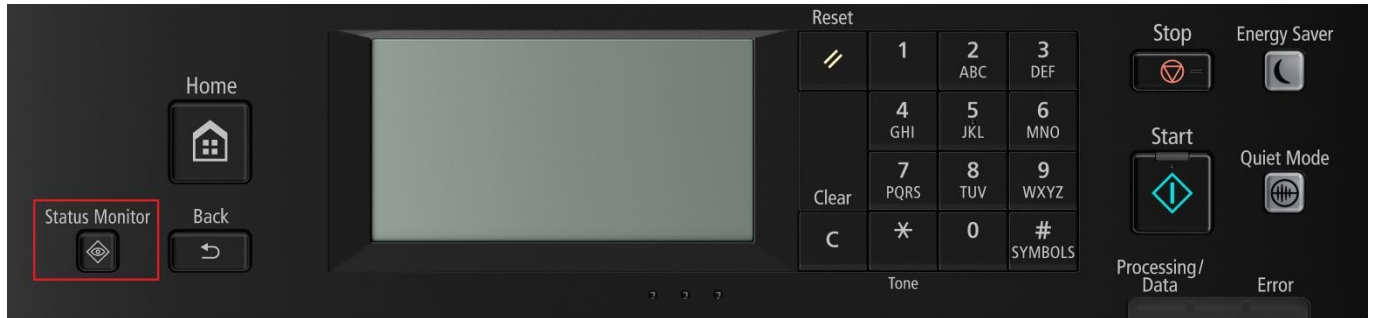 Reset
Stop
Energy Saver
Home
1
2
ABC
3
DEF
4
GHI
5
JKL
6
MNO
Start
Quiet Mode
7
PQRS
8
TUV
9
WXYZ
Clear
Status Monitor
Back
C
*
0
#
SYMBOLS
Tone
Processing/
Data
Error